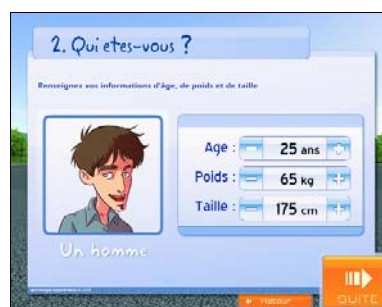 2. Qui etes-vous ?
Renseignez vos informations d'âge, de poids et de taille
Age : 25 ans
Poids : 65 kg
Taille : 175 cm
Un homme
Retour
SUITE